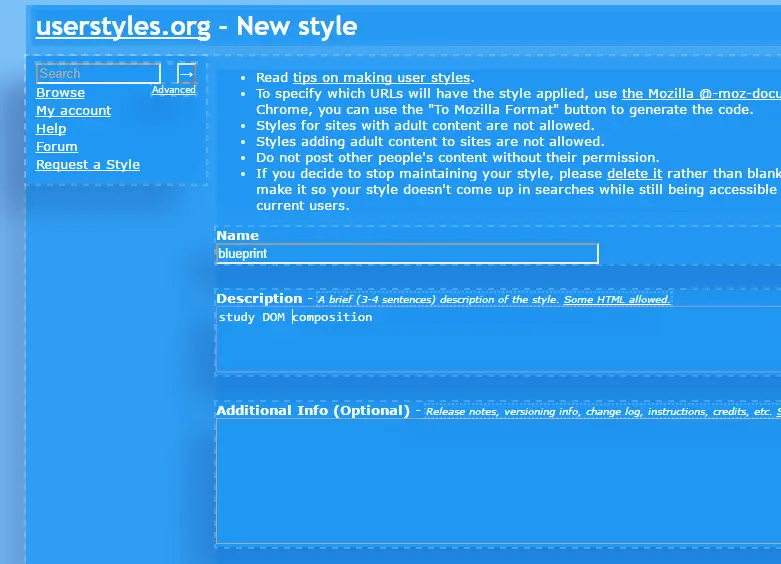 userstyles.org - New style
Search →
Browse Advanced
My account
Help
Forum
Request a Style
• Read tips on making user styles.
• To specify which URLs will have the style applied, use the Mozilla @-moz-docu
Chrome, you can use the "To Mozilla Format" button to generate the code.
• Styles for sites with adult content are not allowed.
• Styles adding adult content to sites are not allowed.
• Do not post other people's content without their permission.
• If you decide to stop maintaining your style, please delete it rather than blank
make it so your style doesn't come up in searches while still being accessible
current users.
Name
blueprint
Description - A brief (3-4 sentences) description of the style. Some HTML allowed.
study DOM composition
Additional Info (Optional) - Release notes, versioning info, change log, instructions, credits, etc. S